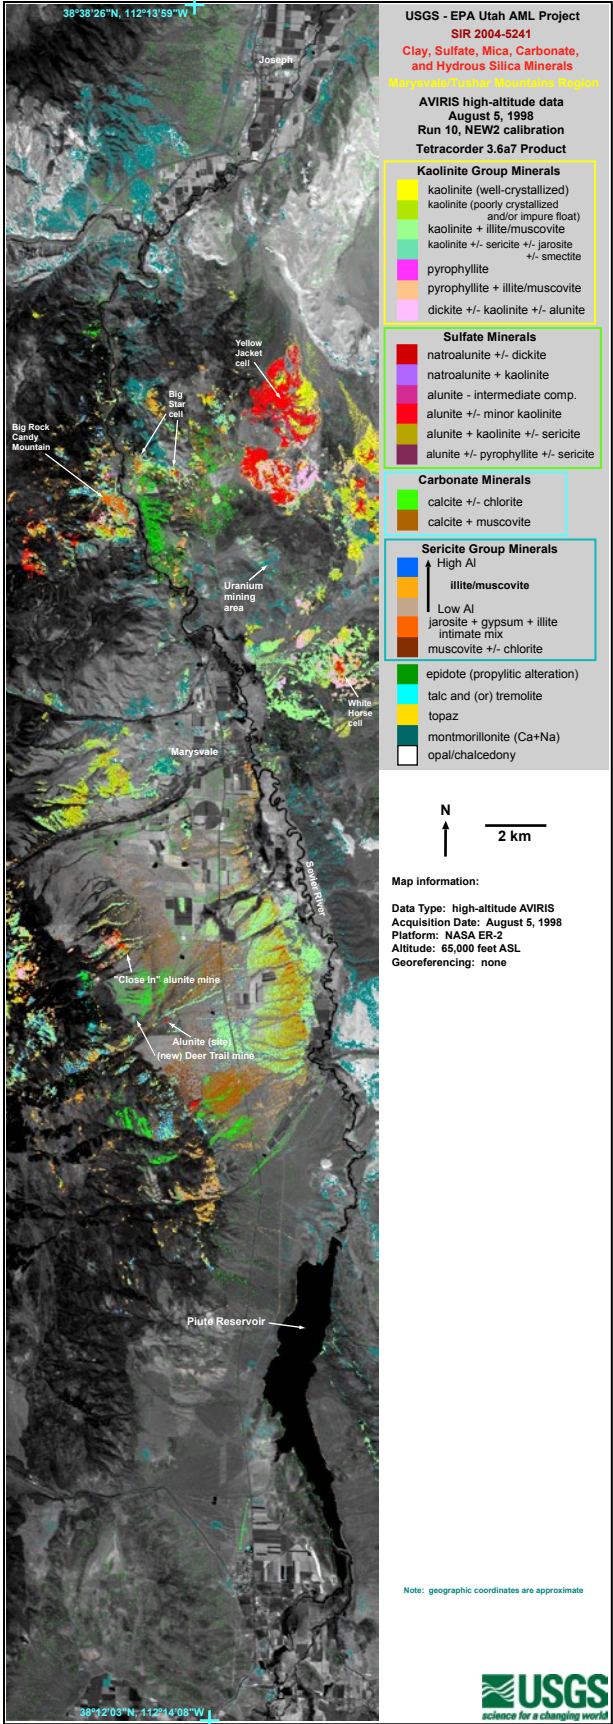 38°38'26"N, 112°13'59"W
Joseph
Yellow
Jacket
cell
Big
Star
cell
Big Rock
Candy
Mountain
Uranium
mining
area
White
Horse
cell
Marysvale
Sevier River
"Close In" alunite mine
Alunite (site)
(new) Deer Trail mine
Piute Reservoir
38°12'03"N, 112°14'08"W
USGS - EPA Utah AML Project
SIR 2004-5241
Clay, Sulfate, Mica, Carbonate,
and Hydrous Silica Minerals
Marysvale/Tushar Mountains Region
AVIRIS high-altitude data
August 5, 1998
Run 10, NEW2 calibration
Tetracorder 3.6a7 Product
Kaolinite Group Minerals
kaolinite (well-crystallized)
kaolinite (poorly crystallized
and/or impure float)
kaolinite + illite/muscovite
kaolinite +/- sericite +/- jarosite
+/- smectite
pyrophyllite
pyrophyllite + illite/muscovite
dickite +/- kaolinite +/- alunite
Sulfate Minerals
natroalunite +/- dickite
natroalunite + kaolinite
alunite - intermediate comp.
alunite +/- minor kaolinite
alunite + kaolinite +/- sericite
alunite +/- pyrophyllite +/- sericite
Carbonate Minerals
calcite +/- chlorite
calcite + muscovite
Sericite Group Minerals
High Al
illite/muscovite
Low Al
jarosite + gypsum + illite
intimate mix
muscovite +/- chlorite
epidote (propylitic alteration)
talc and (or) tremolite
topaz
montmorillonite (Ca+Na)
opal/chalcedony
N
2 km
Map information:
Data Type: high-altitude AVIRIS
Acquisition Date: August 5, 1998
Platform: NASA ER-2
Altitude: 65,000 feet ASL
Georeferencing: none
Note: geographic coordinates are approximate
USGS
science for a changing world